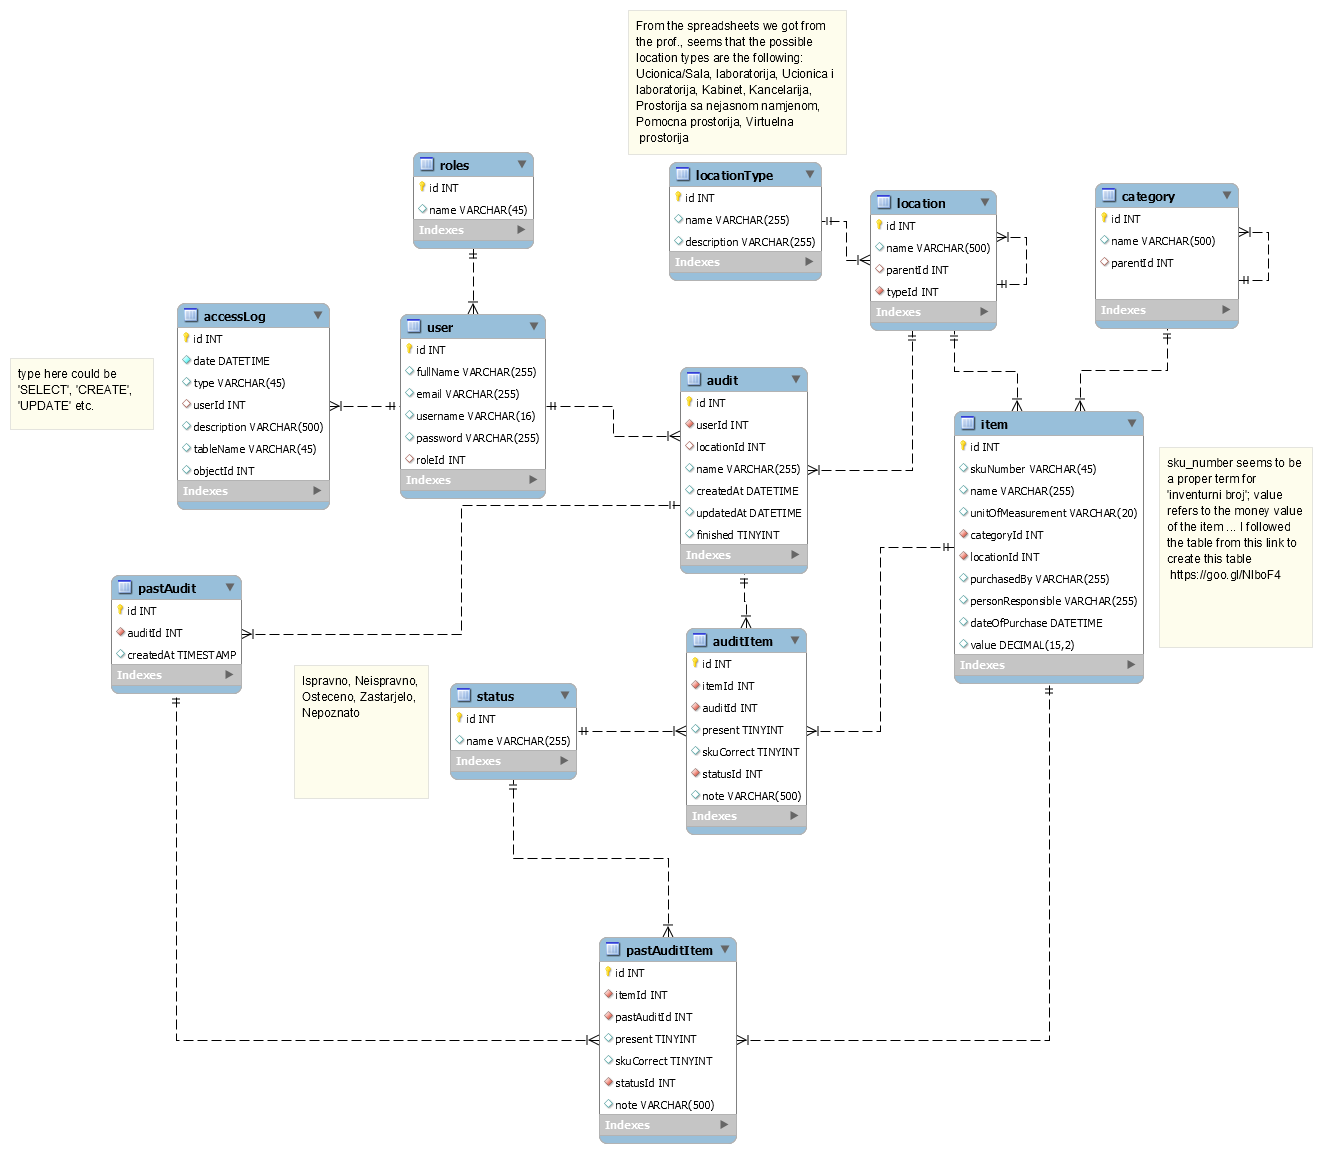 From the spreadsheets we got from
the prof., seems that the possible
location types are the following:
Ucionica/Sala, laboratorija, Ucionica i
laboratorija, Kabinet, Kancelarija,
Prostorija sa nejasnom namjenom,
Pomocna prostorija, Virtuelna
prostorija
roles
id INT
name VARCHAR(45)
Indexes
locationType
id INT
name VARCHAR(255)
description VARCHAR(255)
Indexes
location
id INT
name VARCHAR(500)
parentId INT
typeId INT
Indexes
category
id INT
name VARCHAR(500)
parentId INT
Indexes
type here could be
'SELECT', 'CREATE',
'UPDATE' etc.
accessLog
id INT
date DATETIME
type VARCHAR(45)
userId INT
description VARCHAR(500)
tableName VARCHAR(45)
objectId INT
Indexes
user
id INT
fullName VARCHAR(255)
email VARCHAR(255)
username VARCHAR(16)
password VARCHAR(255)
roleId INT
Indexes
audit
id INT
userId INT
locationId INT
name VARCHAR(255)
createdAt DATETIME
updatedAt DATETIME
finished TINYINT
Indexes
item
id INT
skuNumber VARCHAR(45)
name VARCHAR(255)
unitOfMeasurement VARCHAR(20)
categoryId INT
locationId INT
purchasedBy VARCHAR(255)
personResponsible VARCHAR(255)
dateOfPurchase DATETIME
value DECIMAL(15,2)
Indexes
sku_number seems to be
a proper term for
'inventurni broj'; value
refers to the money value
of the item ... I followed
the table from this link to
create this table
https://goo.gl/NIboF4
pastAudit
id INT
auditId INT
createdAt TIMESTAMP
Indexes
Ispravno, Neispravno,
Osteceno, Zastarjelo,
Nepoznato
status
id INT
name VARCHAR(255)
Indexes
auditItem
id INT
itemId INT
auditId INT
present TINYINT
skuCorrect TINYINT
statusId INT
note VARCHAR(500)
Indexes
pastAuditItem
id INT
itemId INT
pastAuditId INT
present TINYINT
skuCorrect TINYINT
statusId INT
note VARCHAR(500)
Indexes